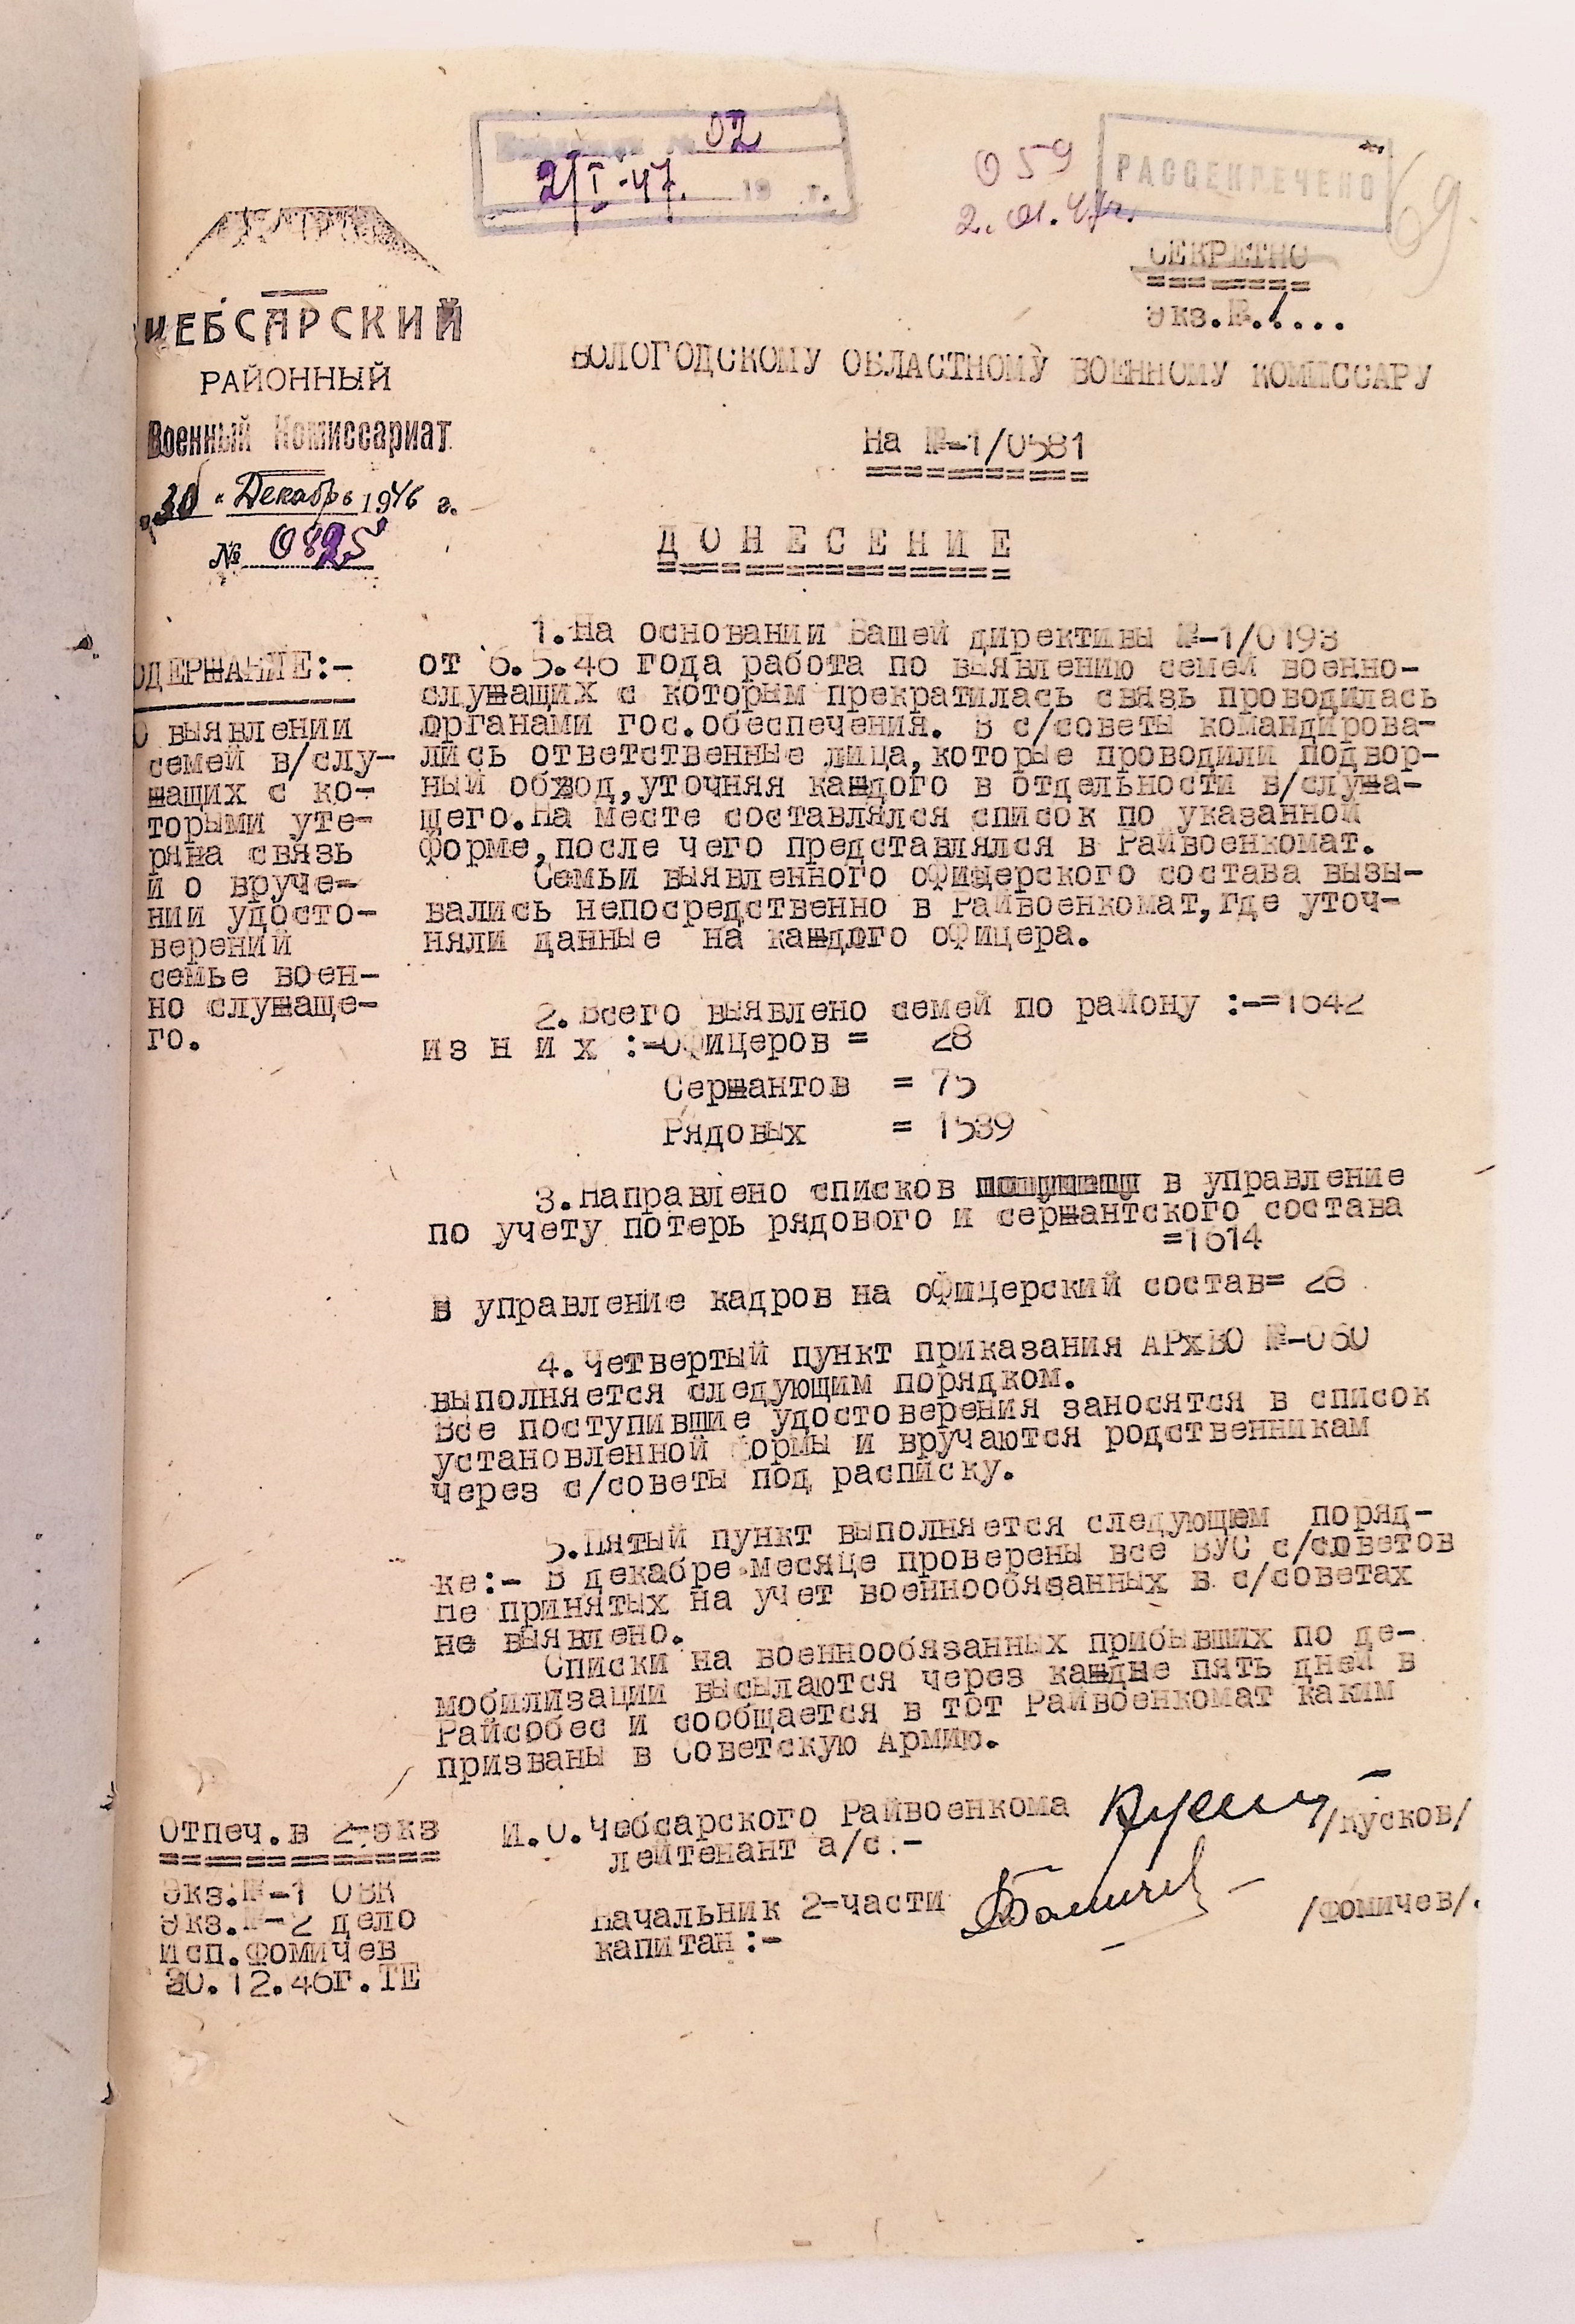 02
2/I-47. 19 г.
059
2.01.47г.
РАССЕКРЕЧЕНО
69
СЕКРЕТНО
экз.№.1...
ЧЕБСАРСКИЙ
РАЙОННЫЙ
Военный Комиссариат
"30" Декабрь 1946 г.
№ 0895
ВОЛОГОДСКОМУ ОБЛАСТНОМУ ВОЕННОМУ КОМИССАРУ
На №-1/0581
ДОНЕСЕНИЕ
ОДЕРЖАНИЕ:-
О выявлении
семей в/слу-
жащих с ко-
торыми уте-
ряна связь
и о вруче-
нии удосто-
верений
семье воен-
но служаще-
го.
1.На основании Вашей директивы №-1/0193
от 6.5.46 года работа по выявлению семей военно-
служащих с которым прекратилась связь проводилась
органами гос.обеспечения. В с/советы командирова-
лись ответственные лица,которые проводили подвор-
ный обход,уточняя каждого в отдельности в/служа-
щего.На месте составлялся список по указанной
форме,после чего представлялся в Райвоенкомат.
Семьи выявленного офицерского состава вызы-
вались непосредственно в Райвоенкомат,где уточ-
няли данные на каждого офицера.
2.Всего выявлено семей по району :-=1642
из них :-Офицеров = 28
Сержантов = 75
Рядовых = 1539
3.Направлено списков в управление
по учету потерь рядового и сержантского состава
=1614
В управление кадров на офицерский состав= 28
4.Четвертый пункт приказания АРхВО №-060
выполняется следующим порядком.
Все поступившие удостоверения заносятся в список
установленной формы и вручаются родственникам
через с/советы под расписку.
5.Пятый пункт выполняется следующем поряд-
ке:- В декабре месяце проверены все ВУС с/советов
Не принятых на учет военнообязанных в с/советах
не выявлено.
Списки на военнообязанных прибывших по де-
мобилизации высылаются через каждые пять дней в
Райсобес и сообщается в тот Райвоенкомат каким
призваны в Советскую Армию.
И.О.Чебсарского Райвоенкома /Кусков/
лейтенант а/с:-
Начальник 2-части /Фомичев/.
капитан:-
Отпеч.в 2-экз
Экз.№-1 ОВК
Экз.№-2 дело
исп.Фомичев
30.12.46г.ТЕ